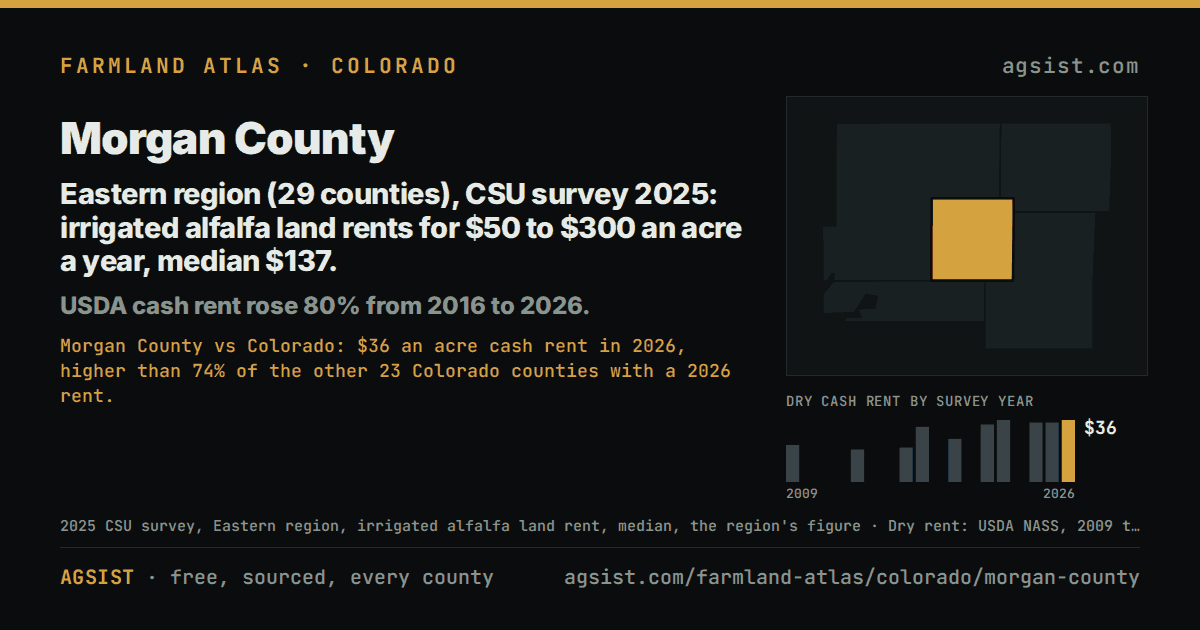 FARMLAND ATLAS · COLORADO
agsist.com
Morgan County
Eastern region (29 counties), CSU survey 2025:
irrigated alfalfa land rents for $50 to $300 an acre
a year, median $137.
USDA cash rent rose 80% from 2016 to 2026.
Morgan County vs Colorado: $36 an acre cash rent in 2026,
higher than 74% of the other 23 Colorado counties with a 2026
rent.
DRY CASH RENT BY SURVEY YEAR
$36
2009
2026
2025 CSU survey, Eastern region, irrigated alfalfa land rent, median, the region's figure · Dry rent: USDA NASS, 2009 t…
AGSIST · free, sourced, every county
agsist.com/farmland-atlas/colorado/morgan-county